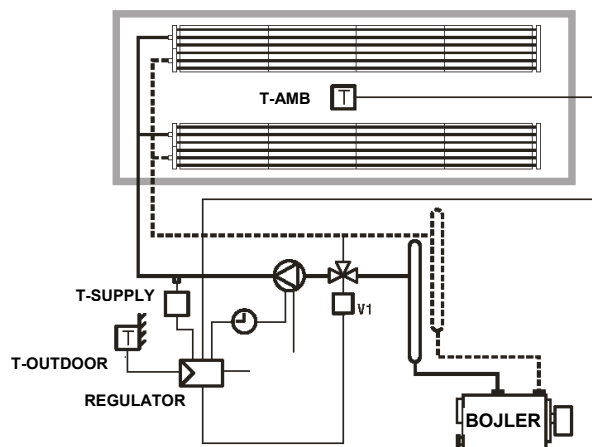 T-AMB
T
T-SUPPLY
V1
T
T-OUTDOOR
REGULATOR
BOJLER